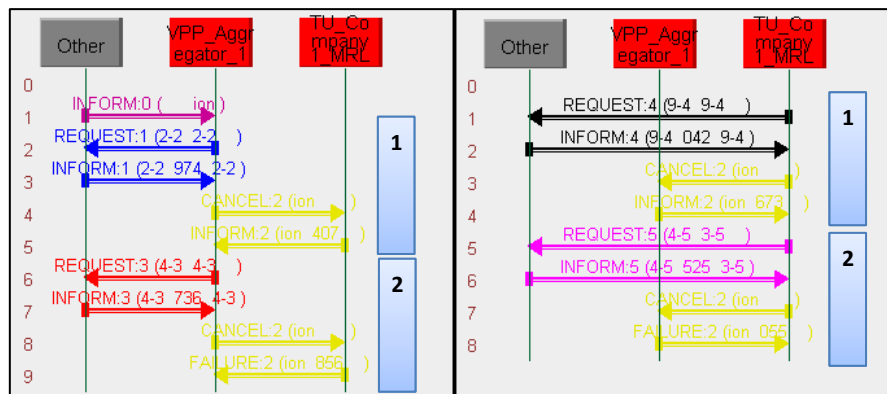 Other
VPP_Aggr
egator_1
TU_Co
mpany
1_MRL
0
1
INFORM:0 ( ion )
REQUEST:1 (2-2 2-2 )
2
INFORM:1 (2-2 974 2-2 )
3
CANCEL:2 (ion )
4
INFORM:2 (ion 407 )
5
REQUEST:3 (4-3 4-3 )
6
INFORM:3 (4-3 736 4-3 )
7
CANCEL:2 (ion )
8
FAILURE:2 (ion 856 )
9
1
2
Other
VPP_Aggr
egator_1
TU_Co
mpany
1_MRL
0
REQUEST:4 (9-4 9-4 )
1
INFORM:4 (9-4 042 9-4 )
2
CANCEL:2 (ion )
3
INFORM:2 (ion 673 )
4
REQUEST:5 (4-5 3-5 )
5
INFORM:5 (4-5 525 3-5 )
6
CANCEL:2 (ion )
7
FAILURE:2 (ion 055 )
8
1
2